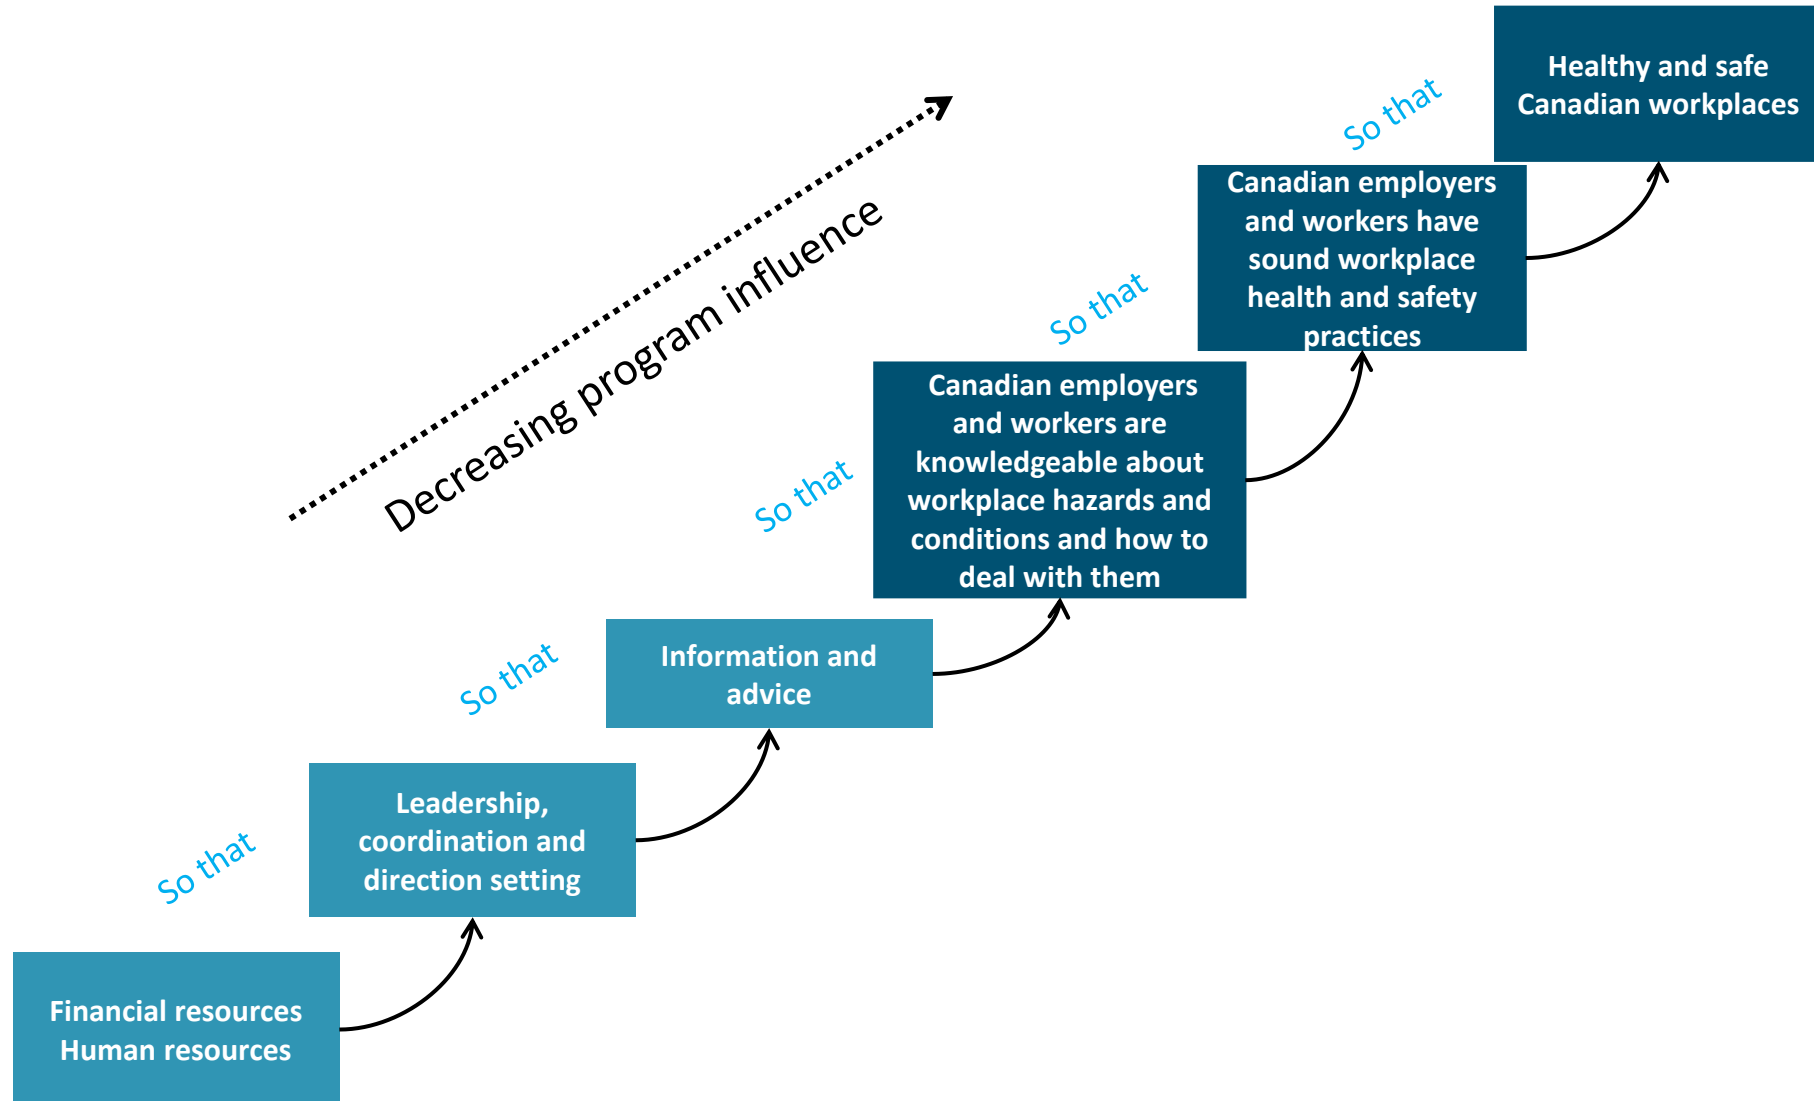 Healthy and safe
Canadian workplaces
So that
Canadian employers
and workers have
sound workplace
health and safety
practices
Decreasing program influence
So that
Canadian employers
and workers are
knowledgeable about
workplace hazards and
conditions and how to
deal with them
So that
Information and
advice
So that
Leadership,
coordination and
direction setting
So that
Financial resources
Human resources